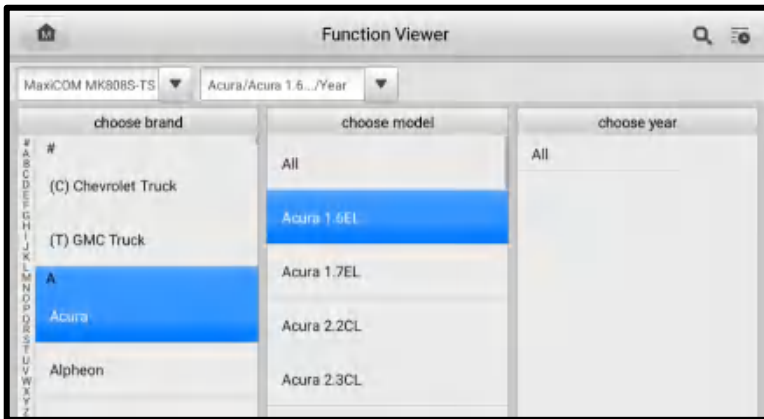 M
Function Viewer
MaxiCOM MK808S-TS
Acura/Acura 1.6.../Year
choose brand
choose model
choose year
#
A
B
C
D
E
F
G
H
I
J
K
L
M
N
O
P
Q
R
S
T
U
V
W
X
Y
Z
#
(C) Chevrolet Truck
(T) GMC Truck
A
Acura
Alpheon
All
Acura 1.6EL
Acura 1.7EL
Acura 2.2CL
Acura 2.3CL
All